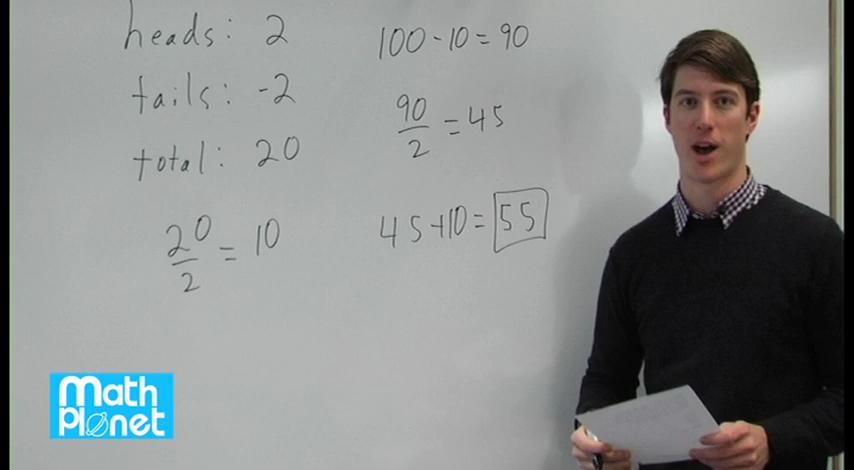 heads: 2
tails: -2
total: 20
20/2 = 10
100 - 10 = 90
90/2 = 45
45+10 = 55
Math
Planet